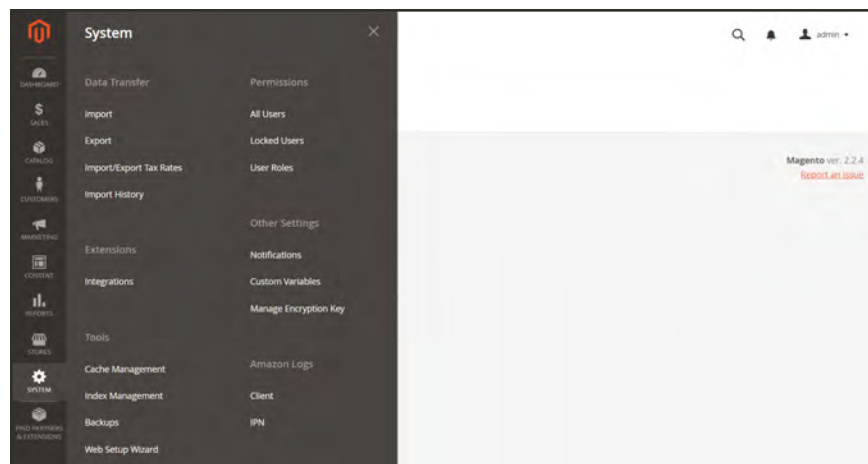 System
admin
DASHBOARD
SALES
CATALOG
CUSTOMERS
MARKETING
CONTENT
REPORTS
STORES
SYSTEM
FIND PARTNERS
& EXTENSIONS
Data Transfer
Import
Export
Import/Export Tax Rates
Import History
Extensions
Integrations
Tools
Cache Management
Index Management
Backups
Web Setup Wizard
Permissions
All Users
Locked Users
User Roles
Other Settings
Notifications
Custom Variables
Manage Encryption Key
Amazon Logs
Client
IPN
Magento ver. 2.2.4
Report an issue